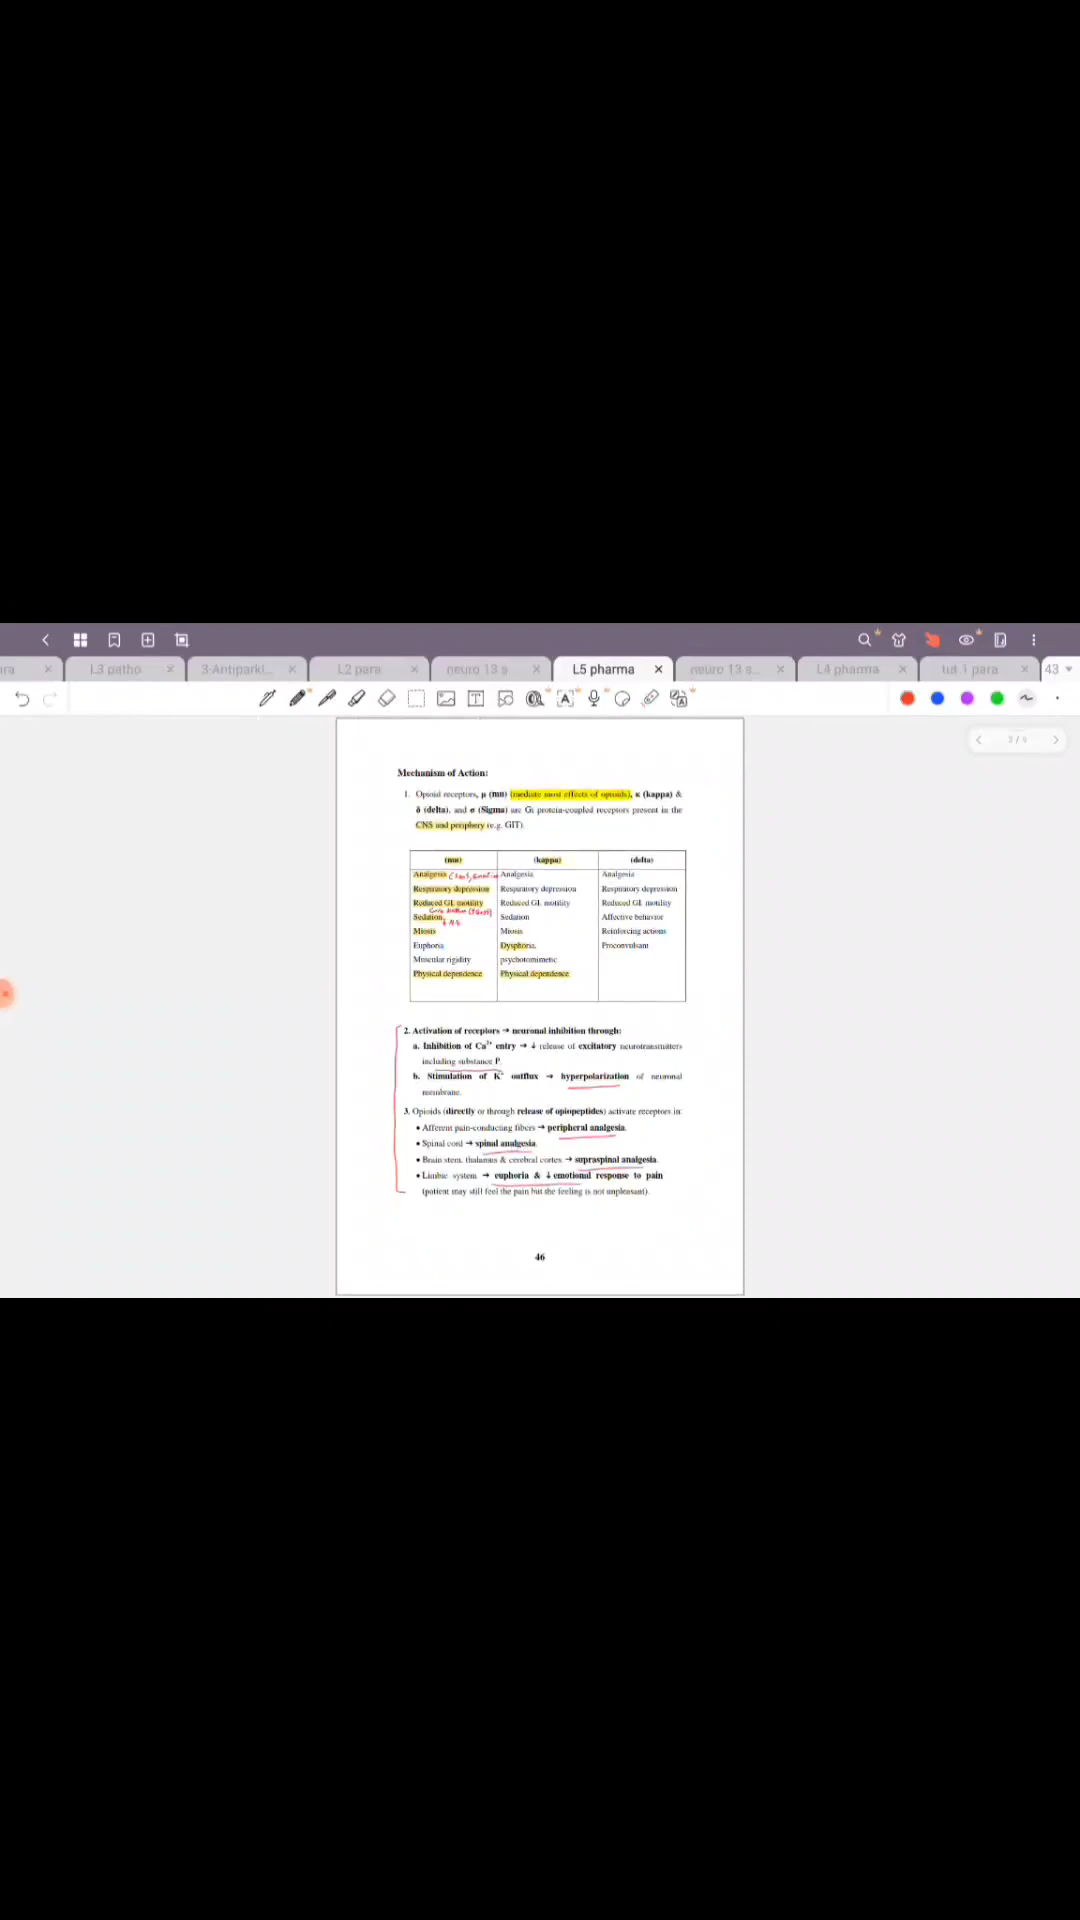 ara × L3 patho × 3-Antiparki... × L2 para × neuro 13 s × L5 pharma × neuro 13 s... × L4 pharma × tut 1 para × 43
3 / 9
Mechanism of Action:
1. Opioid receptors, μ (mu) (mediate most effects of opioids), κ (kappa) &
δ (delta), and σ (Sigma) are Gi protein-coupled receptors present in the
CNS and periphery (e.g. GIT).
(mu) (kappa) (delta)
Analgesia Analgesia Analgesia
Respiratory depression Respiratory depression Respiratory depression
Reduced GI. motility Reduced GI. motility Reduced GI. motility
Sedation Sedation Affective behavior
Miosis Miosis Reinforcing actions
Euphoria Dysphoria, Proconvulsant
Muscular rigidity psychotomimetic
Physical dependence Physical dependence
2. Activation of receptors → neuronal inhibition through:
a. Inhibition of Ca²⁺ entry → ↓ release of excitatory neurotransmitters
including substance P.
b. Stimulation of K⁺ outflux → hyperpolarization of neuronal
membrane.
3. Opioids (directly or through release of opiopeptides) activate receptors in:
• Afferent pain-conducting fibers → peripheral analgesia.
• Spinal cord → spinal analgesia.
• Brain stem, thalamus & cerebral cortex → supraspinal analgesia.
• Limbic system → euphoria & ↓ emotional response to pain
(patient may still feel the pain but the feeling is not unpleasant).
46